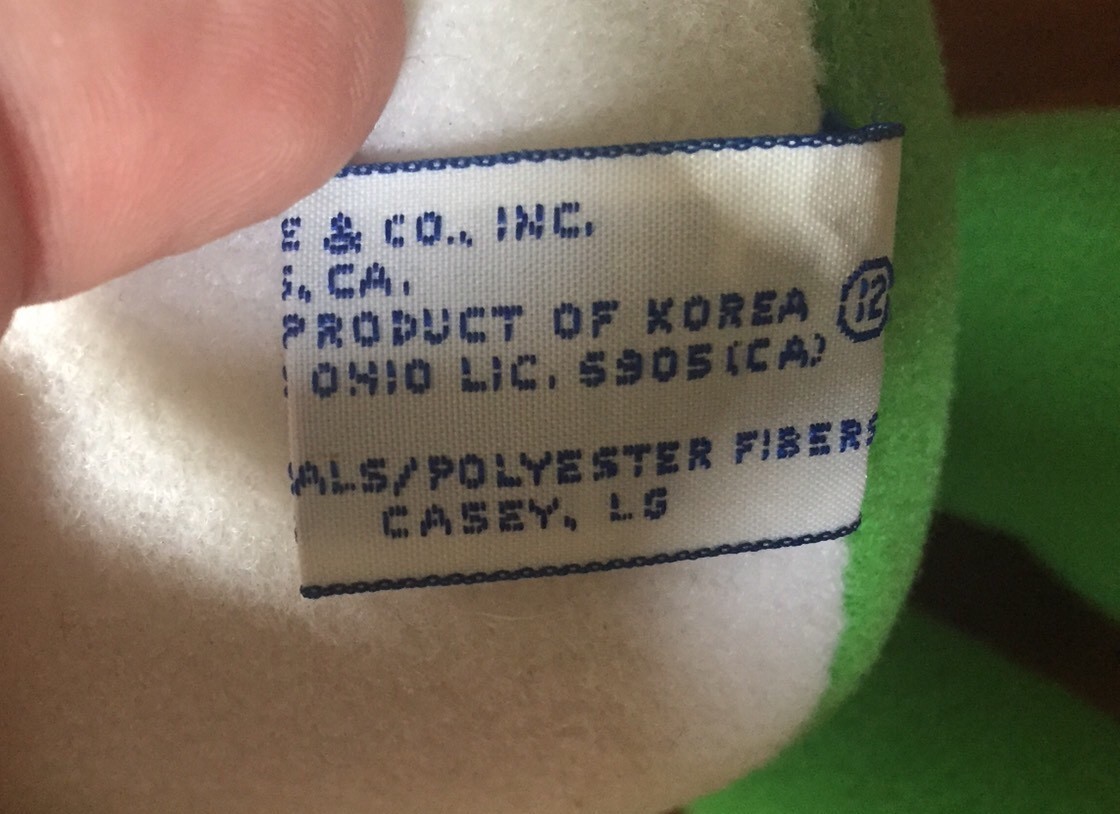 E & CO., INC.
S, CA.
PRODUCT OF KOREA 12
OHIO LIC. 5905 (CA)
ALS/POLYESTER FIBERS
CASEY, LG